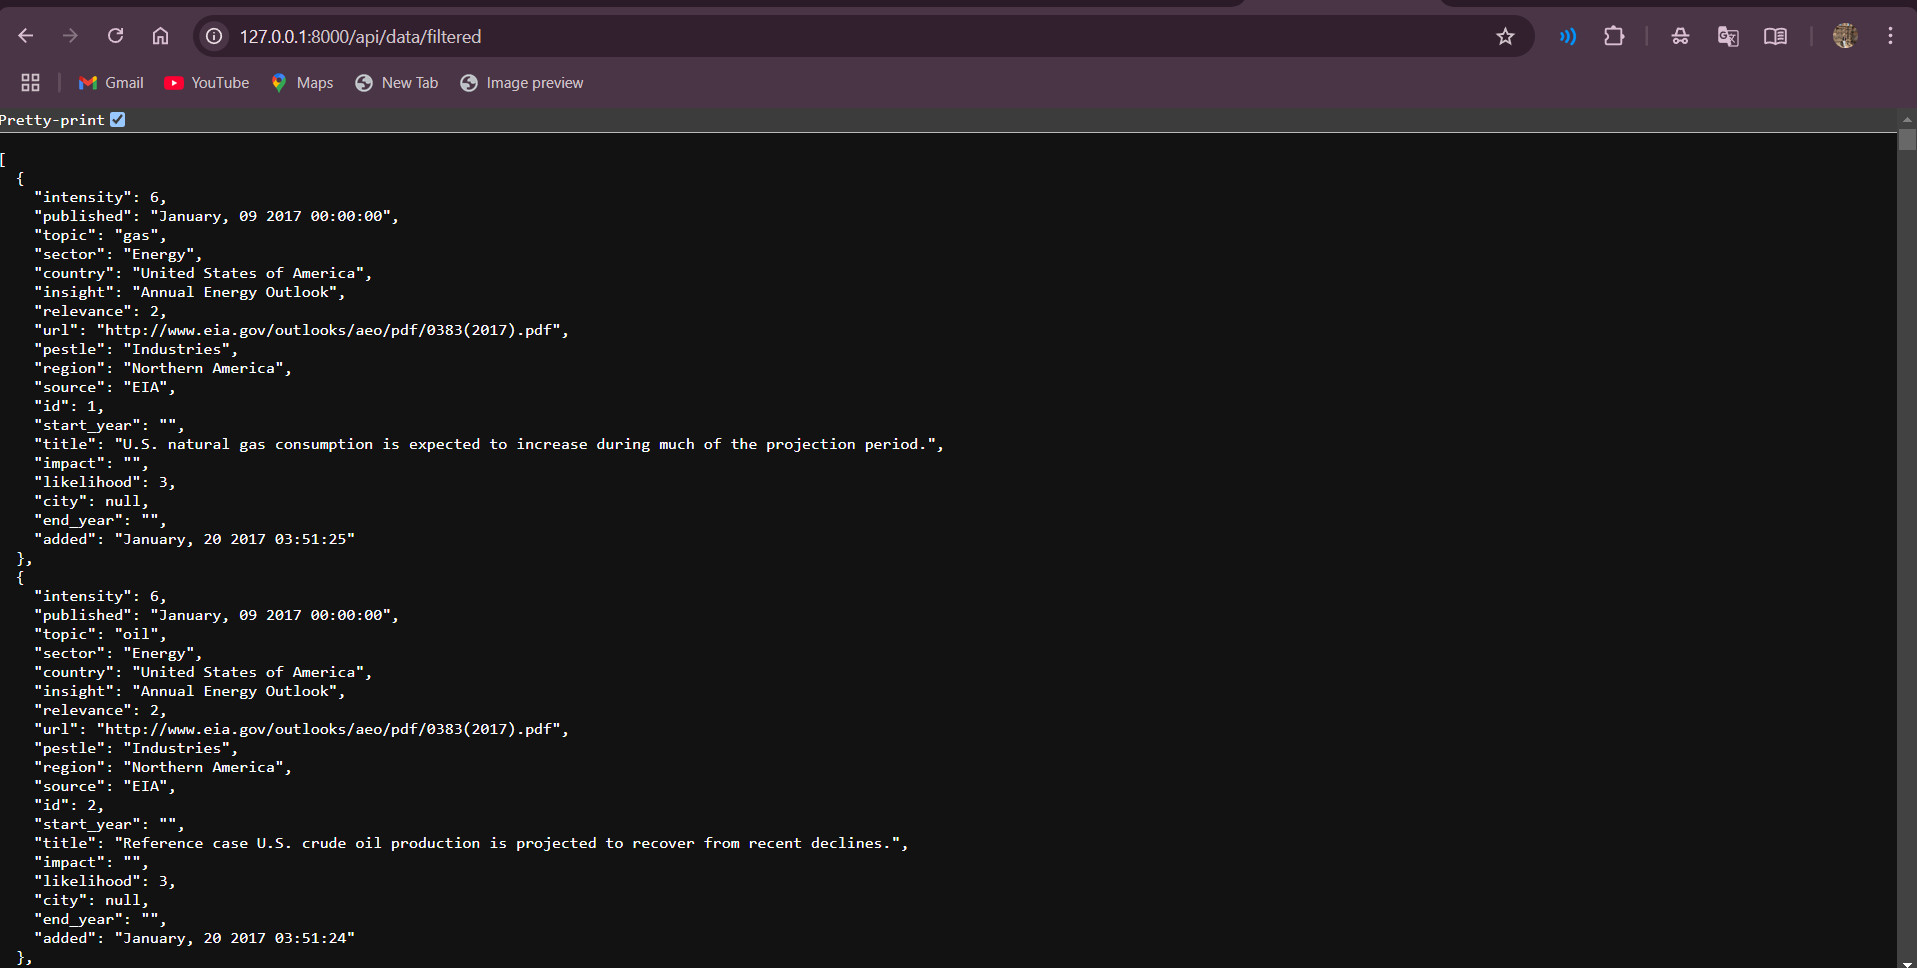 127.0.0.1:8000/api/data/filtered
Gmail YouTube Maps New Tab Image preview
Pretty-print
[
  {
    "intensity": 6,
    "published": "January, 09 2017 00:00:00",
    "topic": "gas",
    "sector": "Energy",
    "country": "United States of America",
    "insight": "Annual Energy Outlook",
    "relevance": 2,
    "url": "http://www.eia.gov/outlooks/aeo/pdf/0383(2017).pdf",
    "pestle": "Industries",
    "region": "Northern America",
    "source": "EIA",
    "id": 1,
    "start_year": "",
    "title": "U.S. natural gas consumption is expected to increase during much of the projection period.",
    "impact": "",
    "likelihood": 3,
    "city": null,
    "end_year": "",
    "added": "January, 20 2017 03:51:25"
  },
  {
    "intensity": 6,
    "published": "January, 09 2017 00:00:00",
    "topic": "oil",
    "sector": "Energy",
    "country": "United States of America",
    "insight": "Annual Energy Outlook",
    "relevance": 2,
    "url": "http://www.eia.gov/outlooks/aeo/pdf/0383(2017).pdf",
    "pestle": "Industries",
    "region": "Northern America",
    "source": "EIA",
    "id": 2,
    "start_year": "",
    "title": "Reference case U.S. crude oil production is projected to recover from recent declines.",
    "impact": "",
    "likelihood": 3,
    "city": null,
    "end_year": "",
    "added": "January, 20 2017 03:51:24"
  },